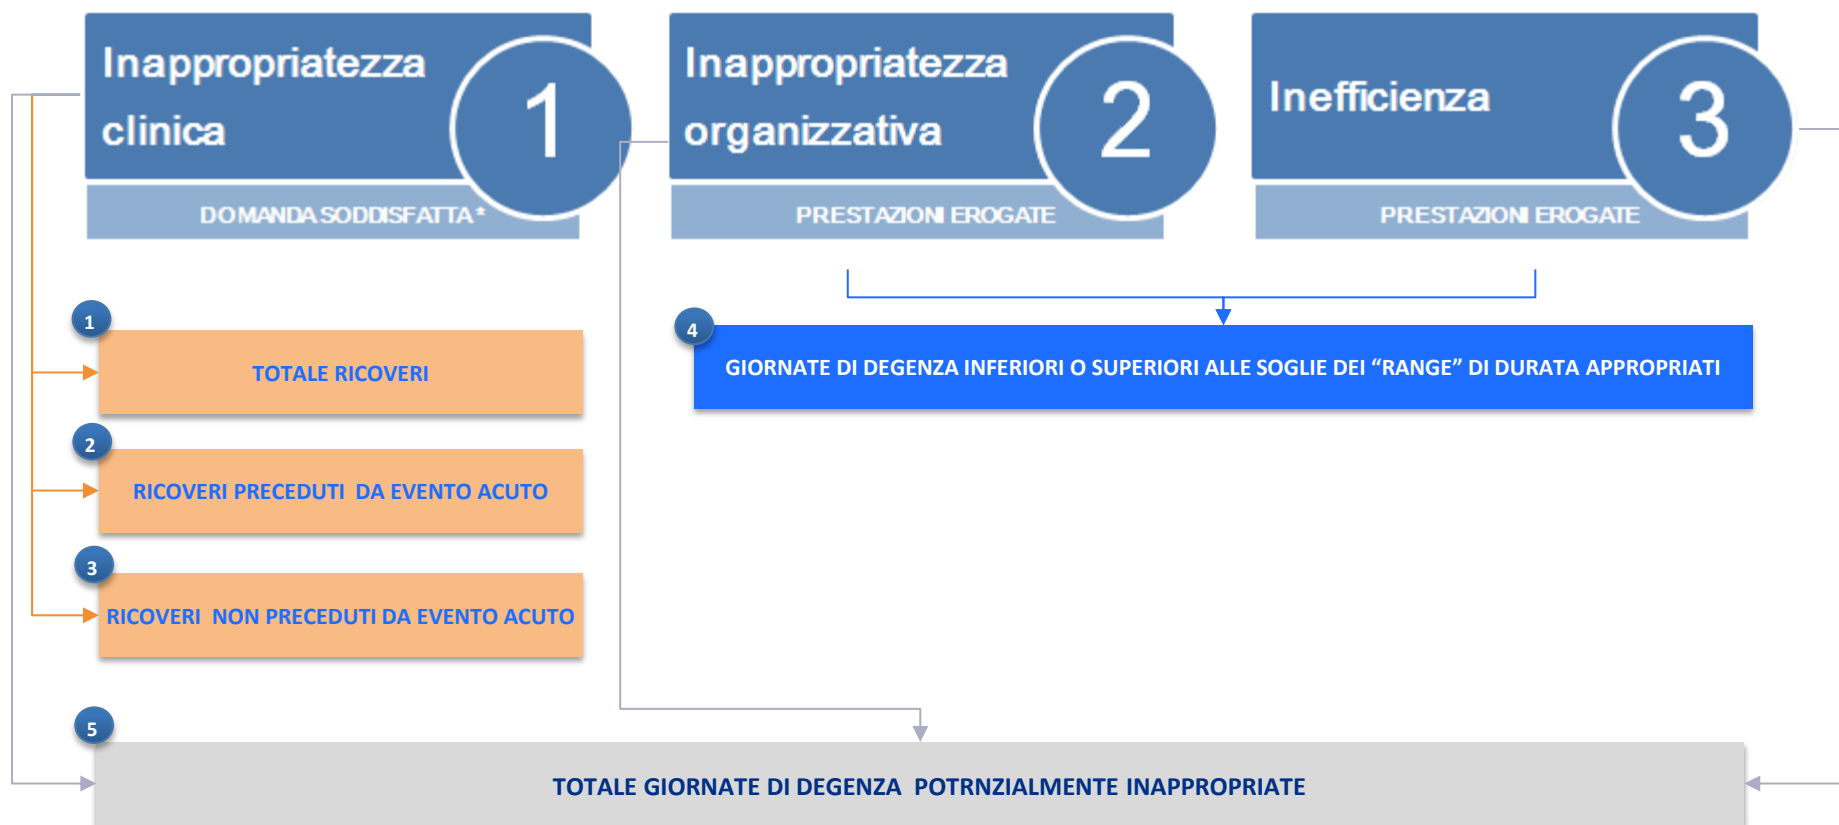 Inappropriatezza
clinica
1
DOMANDA SODDISFATTA *
Inappropriatezza
organizzativa
2
PRESTAZIONI EROGATE
Inefficienza
3
PRESTAZIONI EROGATE
1
TOTALE RICOVERI
2
RICOVERI PRECEDUTI DA EVENTO ACUTO
3
RICOVERI NON PRECEDUTI DA EVENTO ACUTO
4
GIORNATE DI DEGENZA INFERIORI O SUPERIORI ALLE SOGLIE DEI “RANGE” DI DURATA APPROPRIATI
5
TOTALE GIORNATE DI DEGENZA POTRNZIALMENTE INAPPROPRIATE